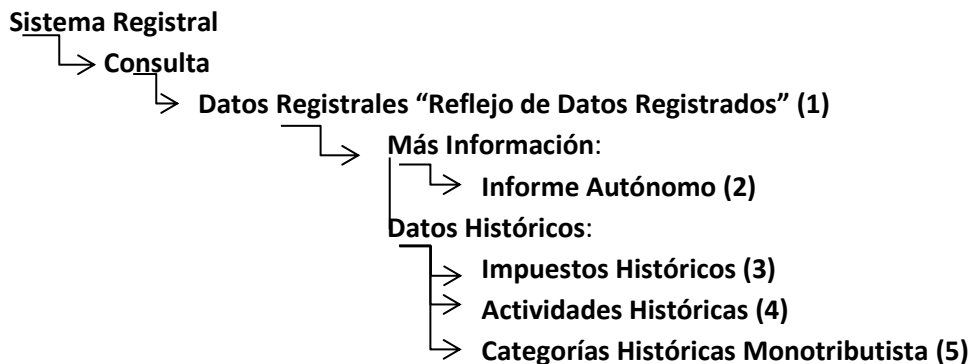 Sistema Registral
Consulta
Datos Registrales “Reflejo de Datos Registrados” (1)
Más Información:
Informe Autónomo (2)
Datos Históricos:
Impuestos Históricos (3)
Actividades Históricas (4)
Categorías Históricas Monotributista (5)